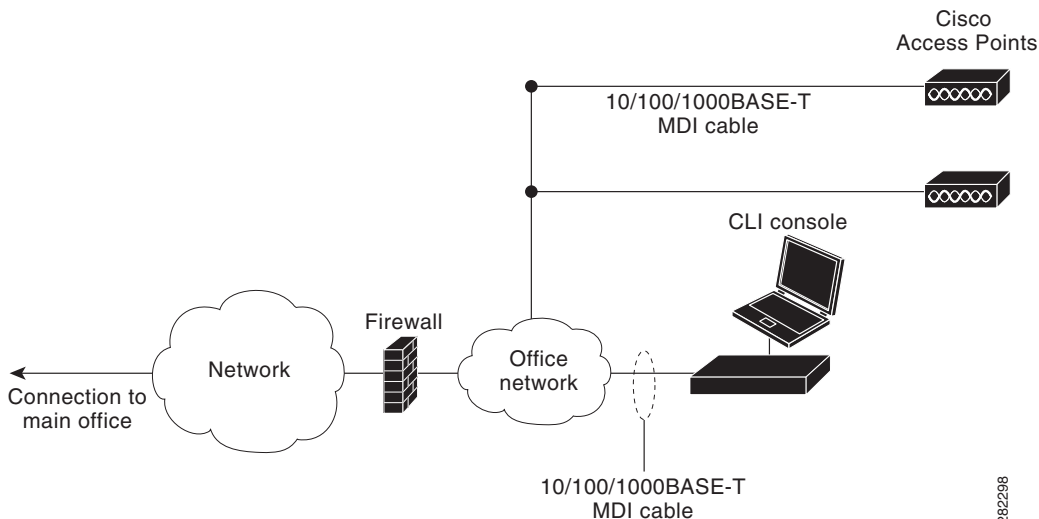 Cisco
Access Points
10/100/1000BASE-T
MDI cable
CLI console
Firewall
Network
Office
network
Connection to
main office
10/100/1000BASE-T
MDI cable
282298